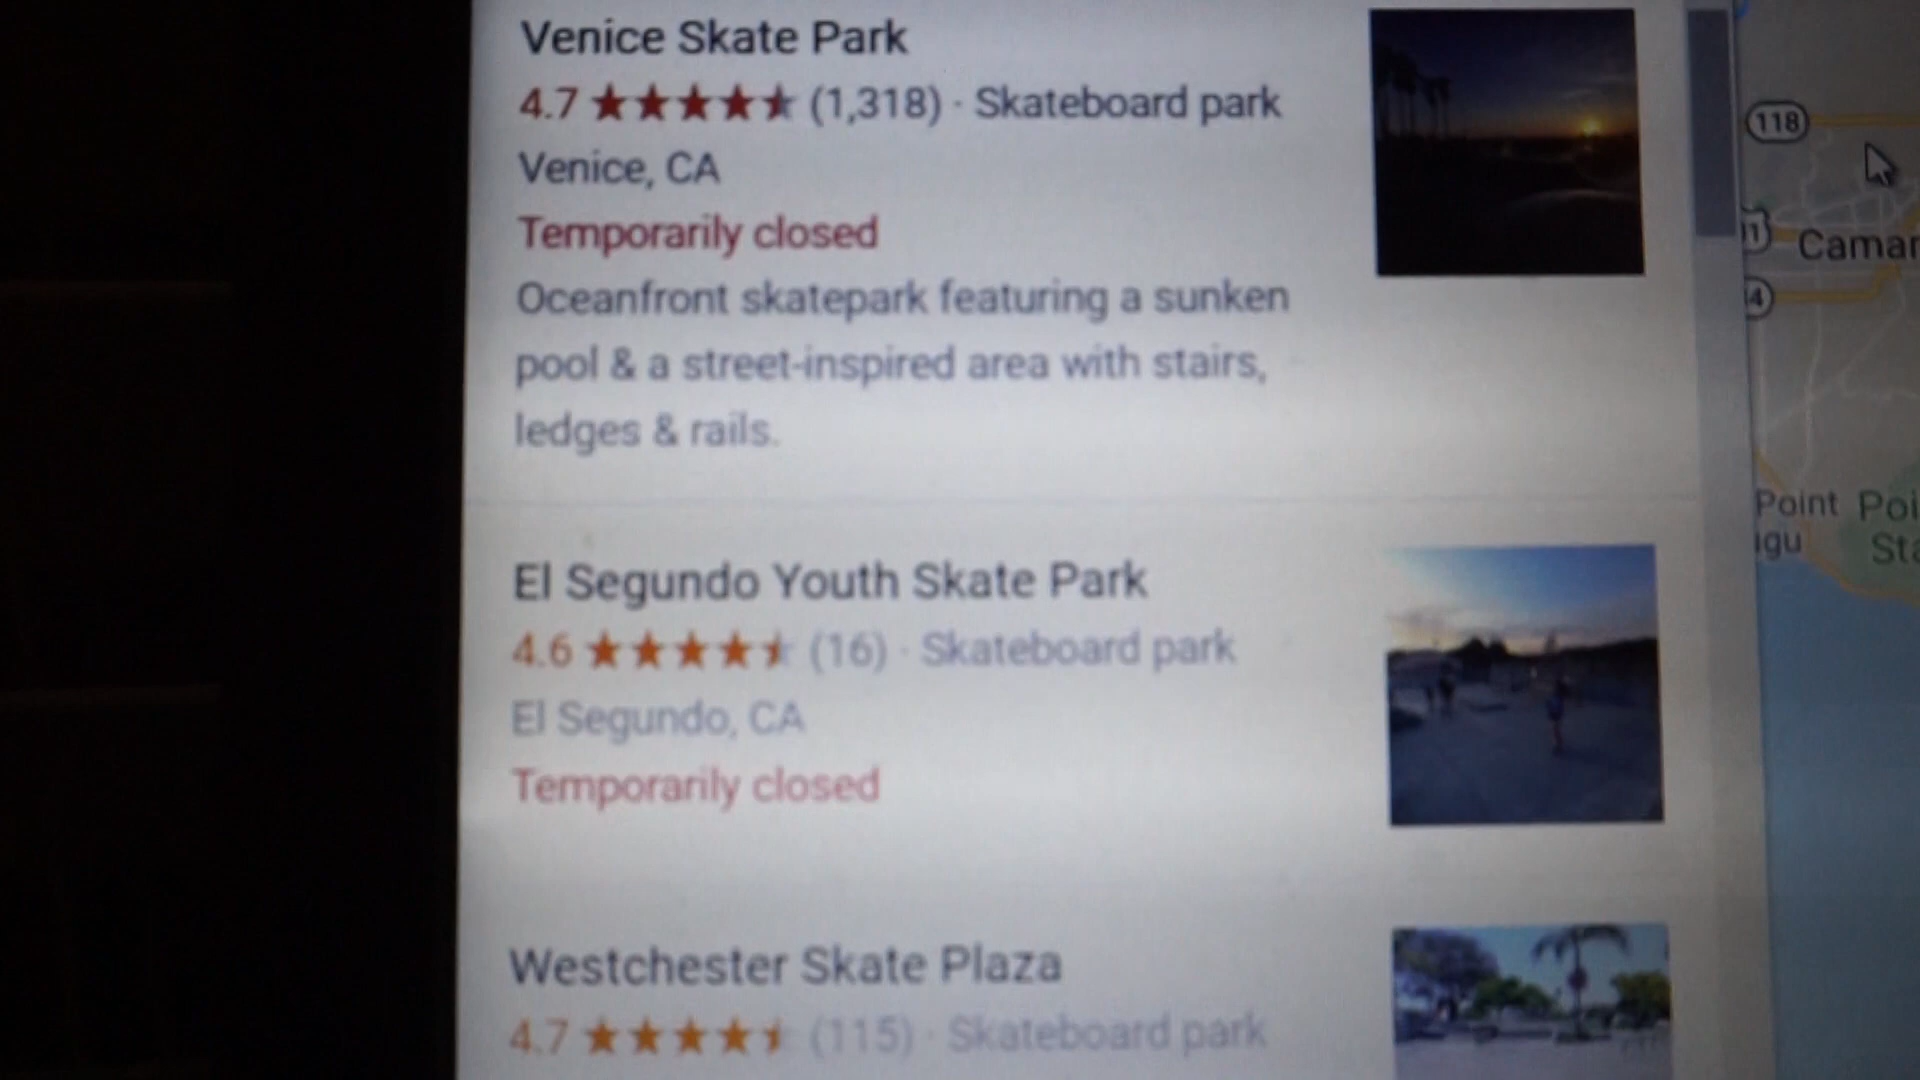 Venice Skate Park
4.7 (1,318) · Skateboard park
Venice, CA
Temporarily closed
Oceanfront skatepark featuring a sunken
pool & a street-inspired area with stairs,
ledges & rails.
El Segundo Youth Skate Park
4.6 (16) · Skateboard park
El Segundo, CA
Temporarily closed
Westchester Skate Plaza
4.7 (115) · Skateboard park
118
Camar
Point
Poi
igu
Sta